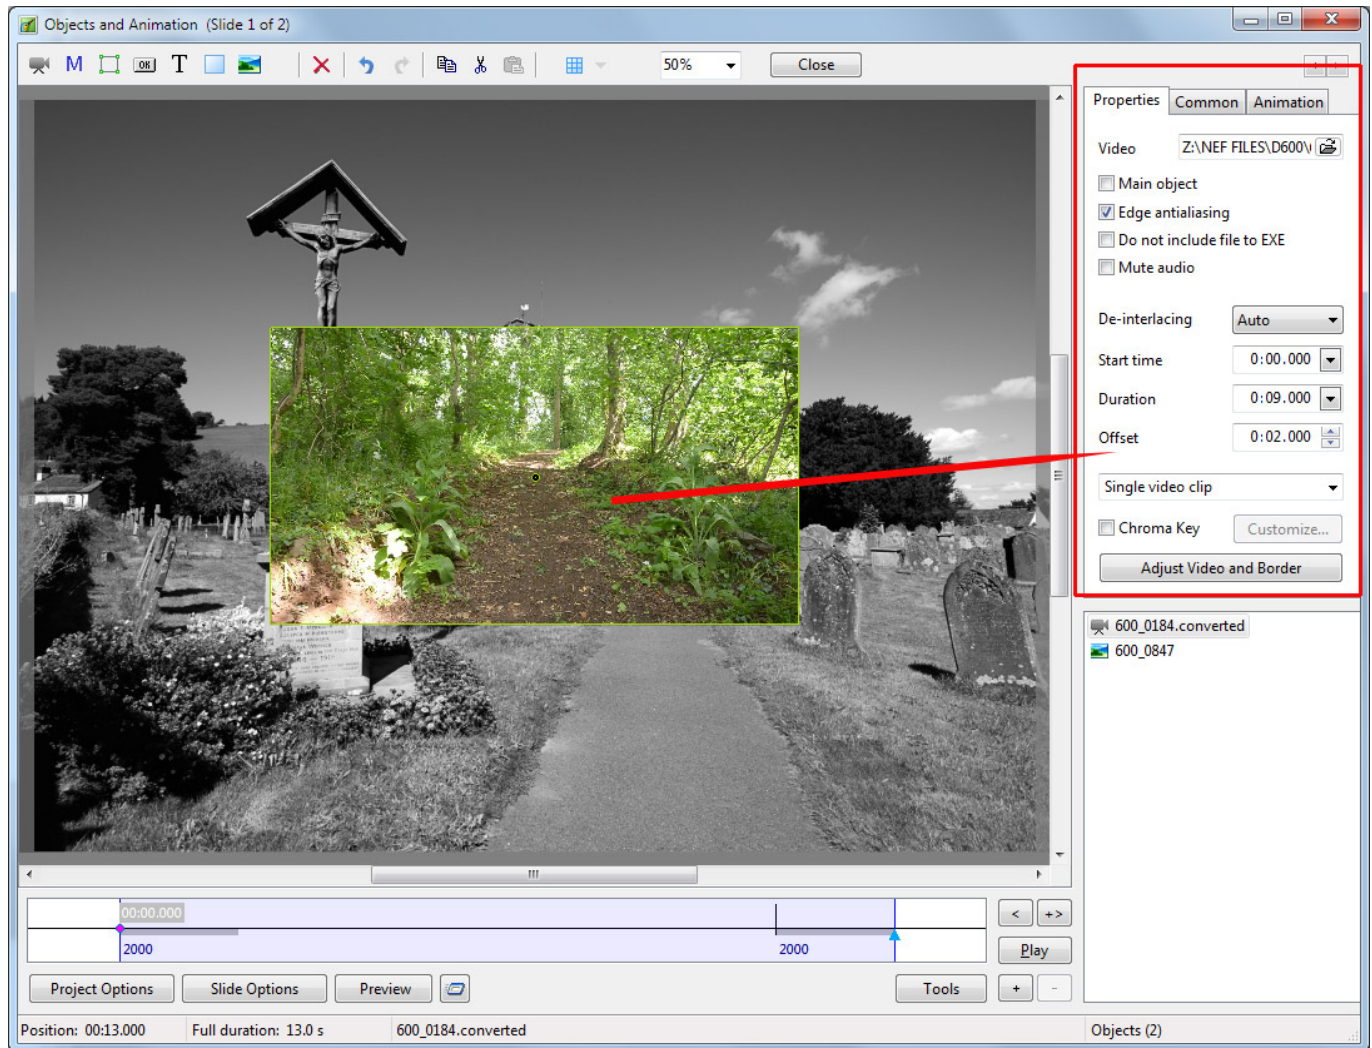 Objects and Animation (Slide 1 of 2)
M OK T 50% Close
Properties Common Animation
Video Z:\NEF FILES\D600\
Main object
Edge antialiasing
Do not include file to EXE
Mute audio
De-interlacing Auto
Start time 0:00.000
Duration 0:09.000
Offset 0:02.000
Single video clip
Chroma Key Customize...
Adjust Video and Border
600_0184.converted
600_0847
00:00.000
2000 2000
< +>
Play
Project Options Slide Options Preview Tools + -
Position: 00:13.000 Full duration: 13.0 s 600_0184.converted Objects (2)